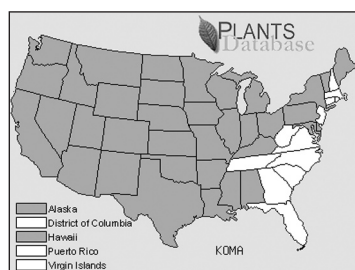 PLANTS
Database
Alaska
District of Columbia
Hawaii
Puerto Rico
Virgin Islands
KOMA